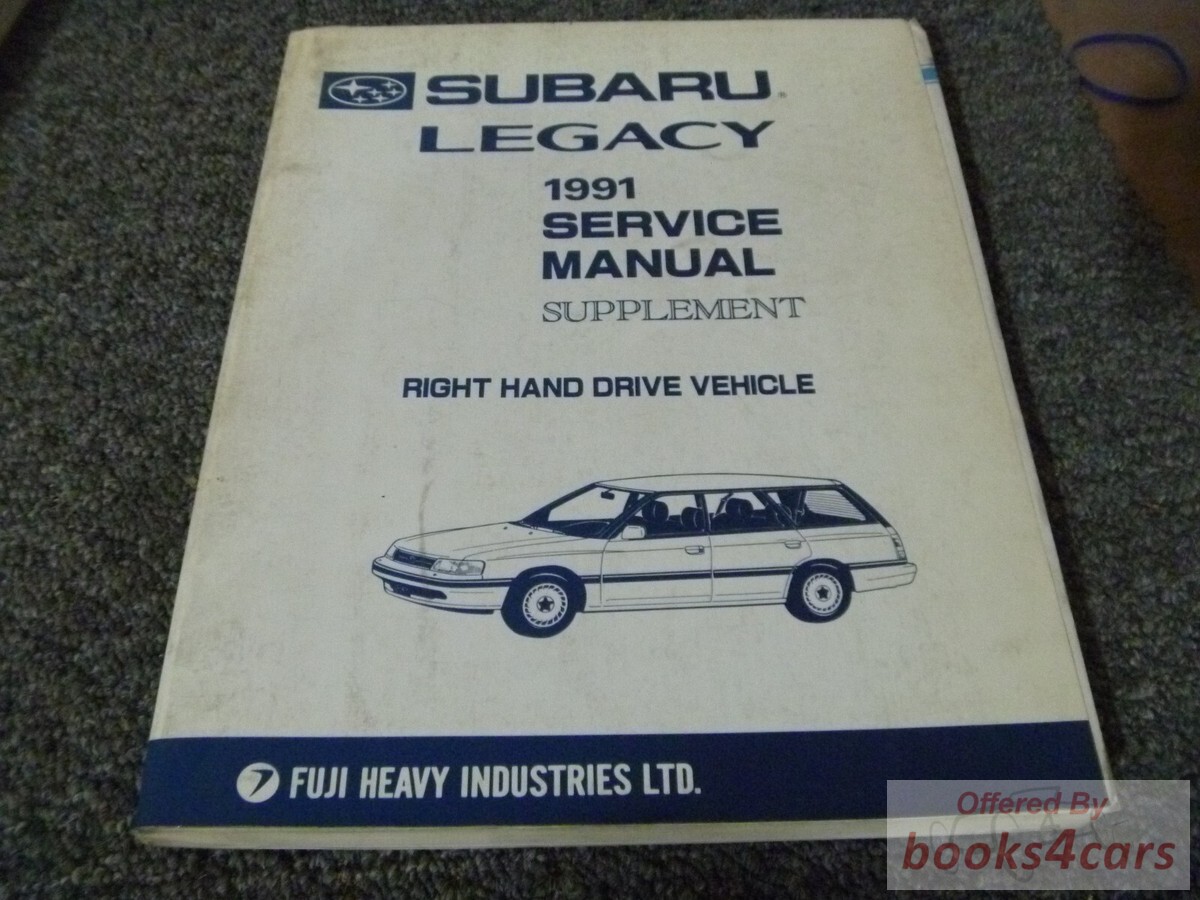 SUBARU®
LEGACY
1991
SERVICE
MANUAL
SUPPLEMENT
RIGHT HAND DRIVE VEHICLE
FUJI HEAVY INDUSTRIES LTD.
Offered By
books4cars